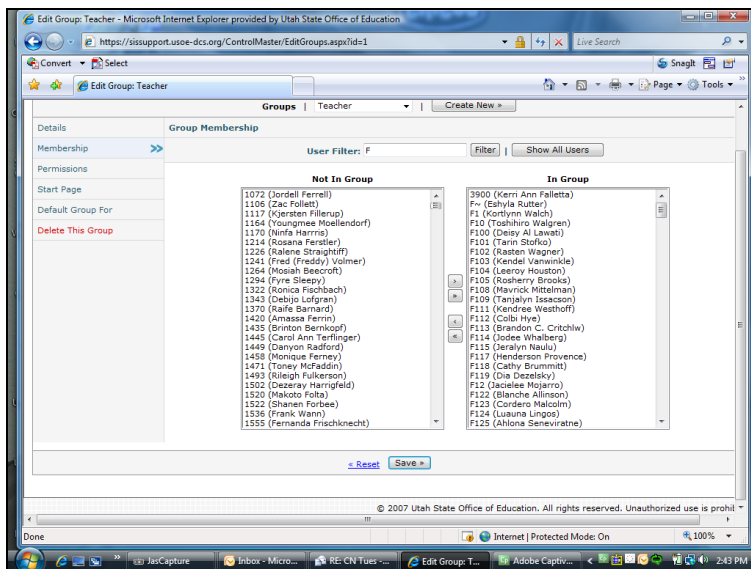 Edit Group: Teacher - Microsoft Internet Explorer provided by Utah State Office of Education
https://sissupport.usoe-dcs.org/ControlMaster/EditGroups.aspx?id=1
Live Search
Convert
Select
SnagIt
Edit Group: Teacher
Page
Tools
Groups | Teacher | Create New »
Details
Membership
Permissions
Start Page
Default Group For
Delete This Group
Group Membership
User Filter: F Filter | Show All Users
Not In Group
1072 (Jordell Ferrell)
1106 (Zac Follett)
1117 (Kjersten Fillerup)
1164 (Youngmee Moellendorf)
1170 (Ninfa Harrris)
1214 (Rosana Ferstler)
1226 (Ralene Straightiff)
1241 (Fred (Freddy) Volmer)
1264 (Mosiah Beecroft)
1294 (Fyre Sleepy)
1322 (Ronica Fischbach)
1343 (Debijo Lofgran)
1370 (Raife Barnard)
1420 (Amassa Ferrin)
1435 (Brinton Bernkopf)
1445 (Carol Ann Terflinger)
1449 (Danyon Radford)
1458 (Monique Ferney)
1471 (Toney McFaddin)
1493 (Rileigh Fulkerson)
1502 (Dezeray Harrigfeld)
1520 (Makoto Folta)
1522 (Shanen Forbee)
1536 (Frank Wann)
1555 (Fernanda Frischknecht)
›
»
‹
«
In Group
3900 (Kerri Ann Falletta)
F~ (Eshyla Rutter)
F1 (Kortlynn Walch)
F10 (Toshihiro Walgren)
F100 (Deisy Al Lawati)
F101 (Tarin Stofko)
F102 (Rasten Wagner)
F103 (Kendel Vanwinkle)
F104 (Leeroy Houston)
F105 (Rosherry Brooks)
F108 (Mavrick Mittelman)
F109 (Tanjalyn Issacson)
F111 (Kendree Westhoff)
F112 (Colbi Hye)
F113 (Brandon C. Critchlw)
F114 (Jodee Whalberg)
F115 (Jeralyn Naulu)
F117 (Henderson Provence)
F118 (Cathy Brummitt)
F119 (Dia Dezelsky)
F12 (Jacielee Mojarro)
F122 (Blanche Allinson)
F123 (Cordero Malcolm)
F124 (Luauna Lingos)
F125 (Ahlona Seneviratne)
« Reset Save »
© 2007 Utah State Office of Education. All rights reserved. Unauthorized use is prohi
Done
Internet | Protected Mode: On
100%
JasCapture
Inbox - Micro...
RE: CN Tues -...
Edit Group: T...
Adobe Captiv...
2:43 PM